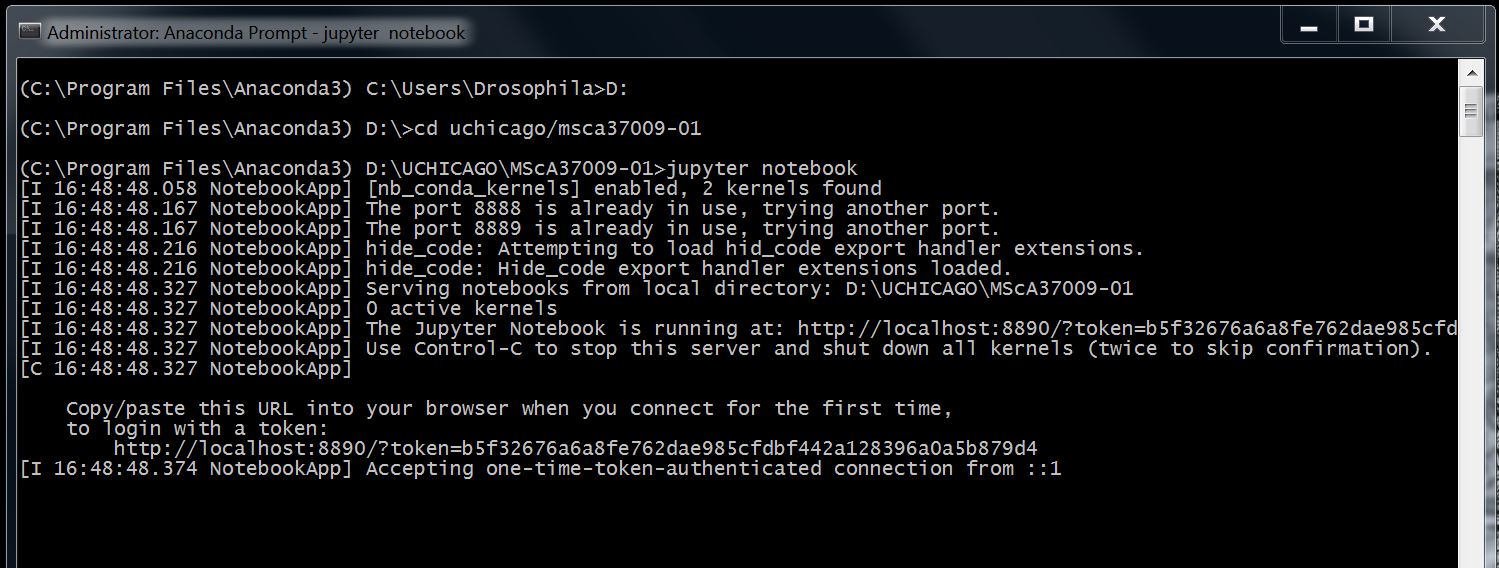 Administrator: Anaconda Prompt - jupyter  notebook
(C:\Program Files\Anaconda3) C:\Users\Drosophila>D:
(C:\Program Files\Anaconda3) D:\>cd uchicago/msca37009-01
(C:\Program Files\Anaconda3) D:\UCHICAGO\MScA37009-01>jupyter notebook
[I 16:48:48.058 NotebookApp] [nb_conda_kernels] enabled, 2 kernels found
[I 16:48:48.167 NotebookApp] The port 8888 is already in use, trying another port.
[I 16:48:48.167 NotebookApp] The port 8889 is already in use, trying another port.
[I 16:48:48.216 NotebookApp] hide_code: Attempting to load hid_code export handler extensions.
[I 16:48:48.216 NotebookApp] hide_code: Hide_code export handler extensions loaded.
[I 16:48:48.327 NotebookApp] Serving notebooks from local directory: D:\UCHICAGO\MScA37009-01
[I 16:48:48.327 NotebookApp] 0 active kernels
[I 16:48:48.327 NotebookApp] The Jupyter Notebook is running at: http://localhost:8890/?token=b5f32676a6a8fe762dae985cfd
[I 16:48:48.327 NotebookApp] Use Control-C to stop this server and shut down all kernels (twice to skip confirmation).
[C 16:48:48.327 NotebookApp]
Copy/paste this URL into your browser when you connect for the first time,
to login with a token:
http://localhost:8890/?token=b5f32676a6a8fe762dae985cfdbf442a128396a0a5b879d4
[I 16:48:48.374 NotebookApp] Accepting one-time-token-authenticated connection from ::1